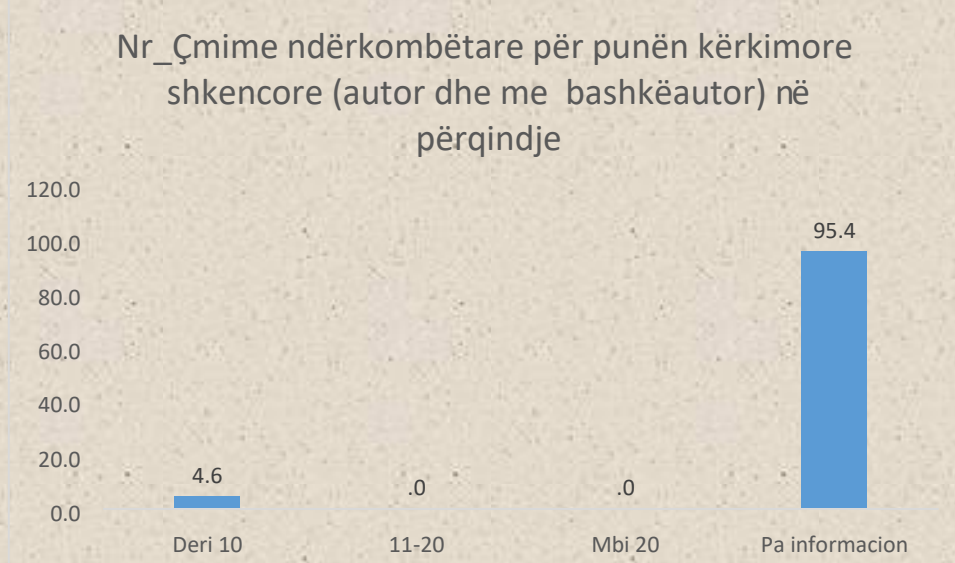 Nr_Çmime ndërkombëtare për punën kërkimore
shkencore (autor dhe me  bashkëautor) në
përqindje
120.0
100.0
80.0
60.0
40.0
20.0
0.0
4.6
.0
.0
95.4
Deri 10
11-20
Mbi 20
Pa informacion